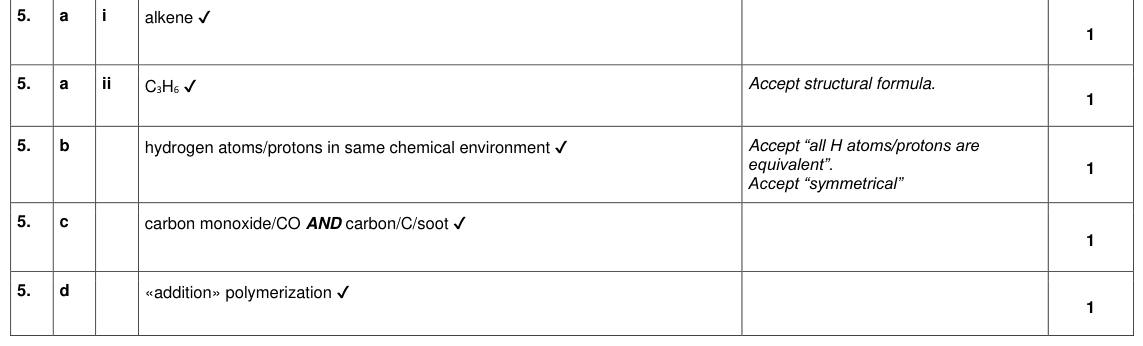 5. a i alkene ✓ 1
5. a ii C₃H₆ ✓ Accept structural formula. 1
5. b hydrogen atoms/protons in same chemical environment ✓ Accept “all H atoms/protons are
equivalent”.
Accept “symmetrical” 1
5. c carbon monoxide/CO AND carbon/C/soot ✓ 1
5. d «addition» polymerization ✓ 1